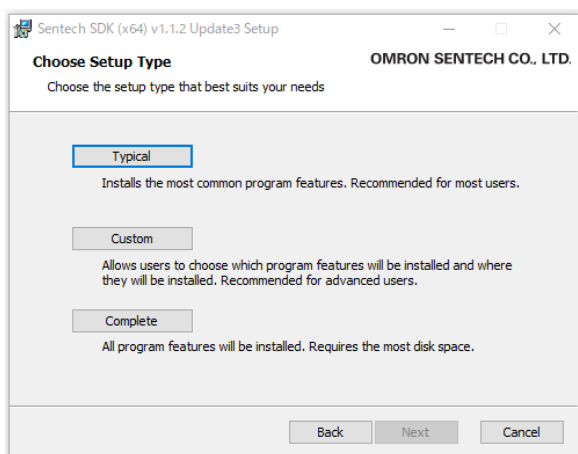 Sentech SDK (x64) v1.1.2 Update3 Setup
Choose Setup Type
OMRON SENTECH CO., LTD.
Choose the setup type that best suits your needs
Typical
Installs the most common program features. Recommended for most users.
Custom
Allows users to choose which program features will be installed and where
they will be installed. Recommended for advanced users.
Complete
All program features will be installed. Requires the most disk space.
Back
Next
Cancel